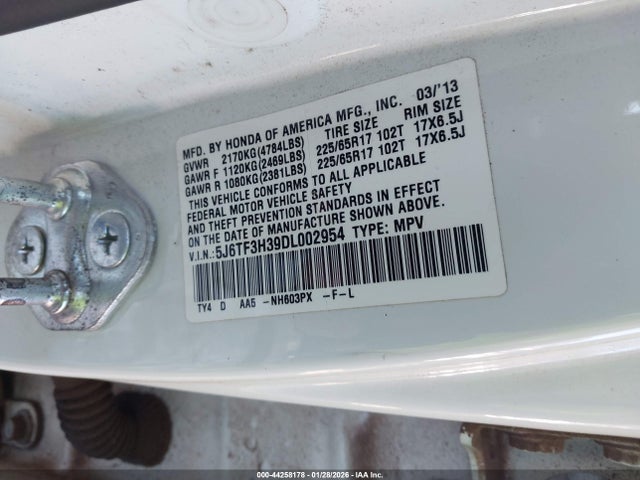 MFD. BY HONDA OF AMERICA MFG., INC. 03/'13
GVWR 2170KG(4784LBS) TIRE SIZE RIM SIZE
GAWR F 1120KG(2469LBS) 225/65R17 102T 17X6.5J
GAWR R 1080KG(2381LBS) 225/65R17 102T 17X6.5J
THIS VEHICLE CONFORMS TO ALL APPLICABLE
FEDERAL MOTOR VEHICLE SAFETY
AND THEFT PREVENTION STANDARDS IN EFFECT
ON THE DATE OF MANUFACTURE SHOWN ABOVE.
V.I.N.: 5J6TF3H39DL002954 TYPE: MPV
TY4 D AA5 -NH603PX -F-L
000-44258178 - 01/28/2026 - IAA Inc.